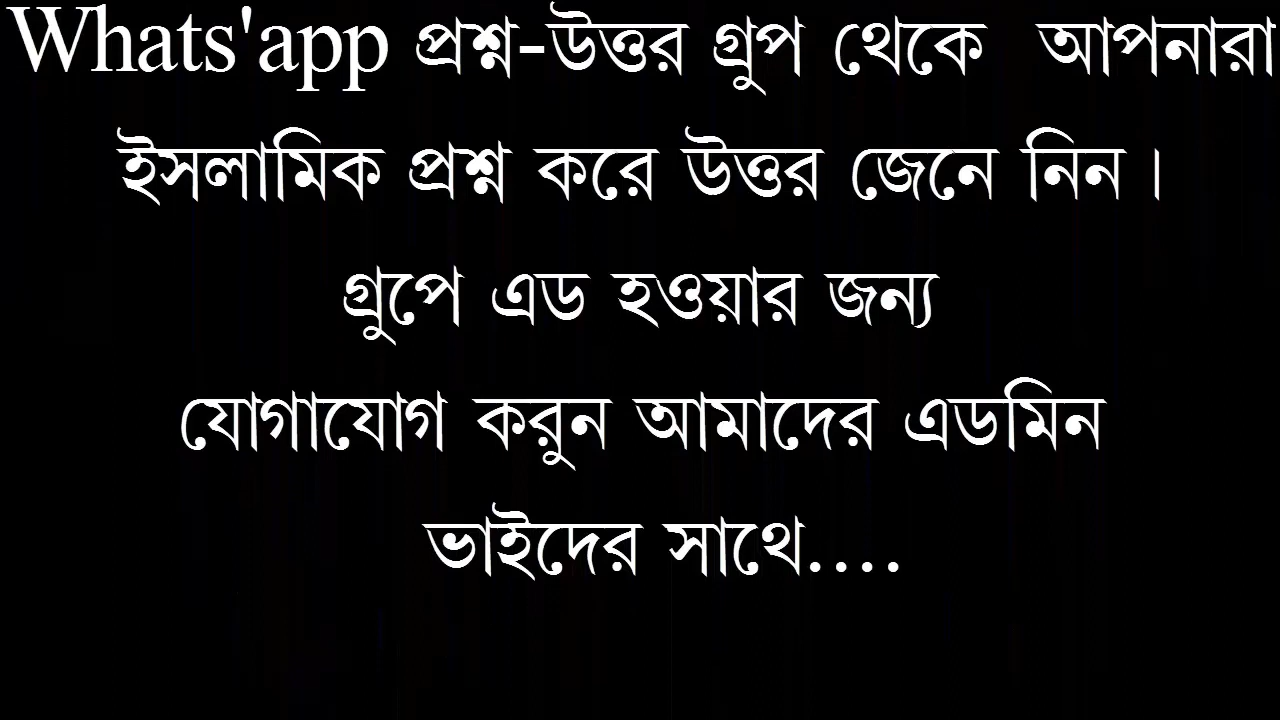 Whats'app প্রশ্ন-উত্তর গ্রুপ থেকে আপনারা
ইসলামিক প্রশ্ন করে উত্তর জেনে নিন।
গ্রুপে এড হওয়ার জন্য
যোগাযোগ করুন আমাদের এডমিন
ভাইদের সাথে....